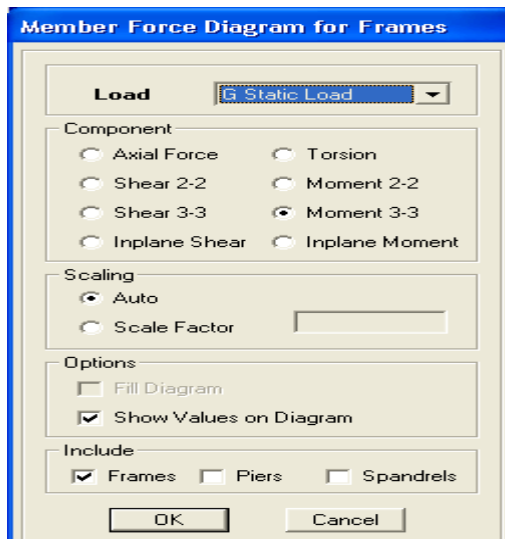 Member Force Diagram for Frames
Load G Static Load
Component
Axial Force Torsion
Shear 2-2 Moment 2-2
Shear 3-3 Moment 3-3
Inplane Shear Inplane Moment
Scaling
Auto
Scale Factor
Options
Fill Diagram
Show Values on Diagram
Include
Frames Piers Spandrels
OK Cancel